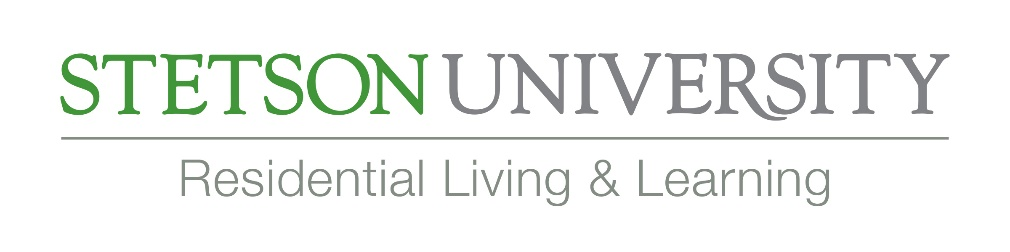 STETSON UNIVERSITY
Residential Living & Learning